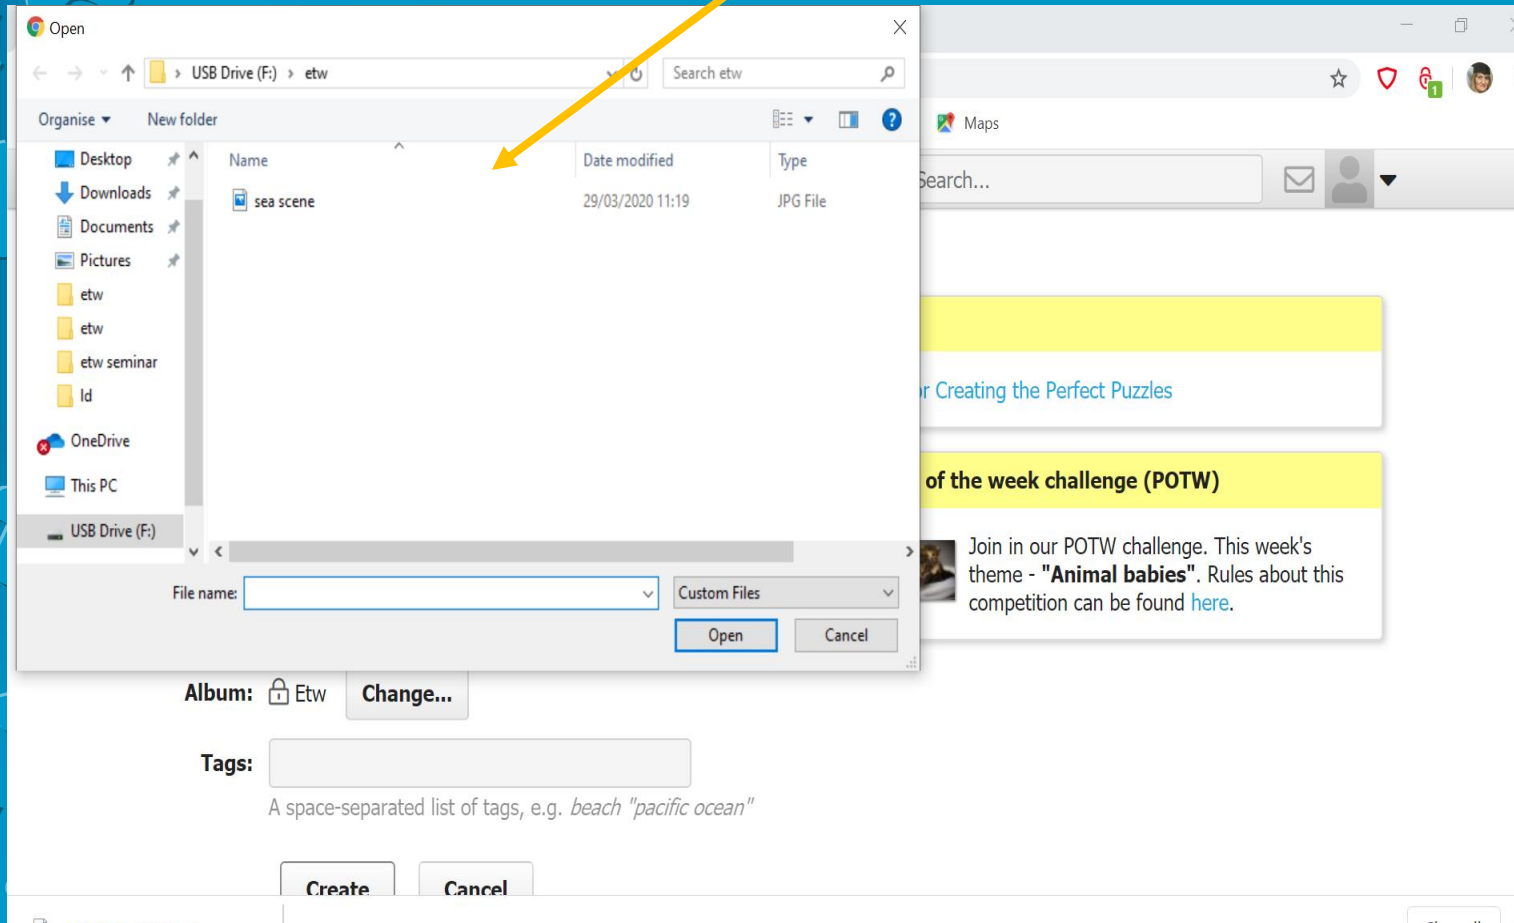 Open
USB Drive (F:) > etw
Search etw
Organise
New folder
Maps
Desktop
Name
Date modified
Type
Search...
Downloads
sea scene
29/03/2020 11:19
JPG File
Documents
Pictures
etw
etw
etw seminar
ld
OneDrive
This PC
USB Drive (F:)
File name:
Custom Files
Open
Cancel
1
Creating the Perfect Puzzles
of the week challenge (POTW)
Join in our POTW challenge. This week's
theme - "Animal babies". Rules about this
competition can be found here.
Album:
Etw
Change...
Tags:
A space-separated list of tags, e.g. beach "pacific ocean"
Create
Cancel